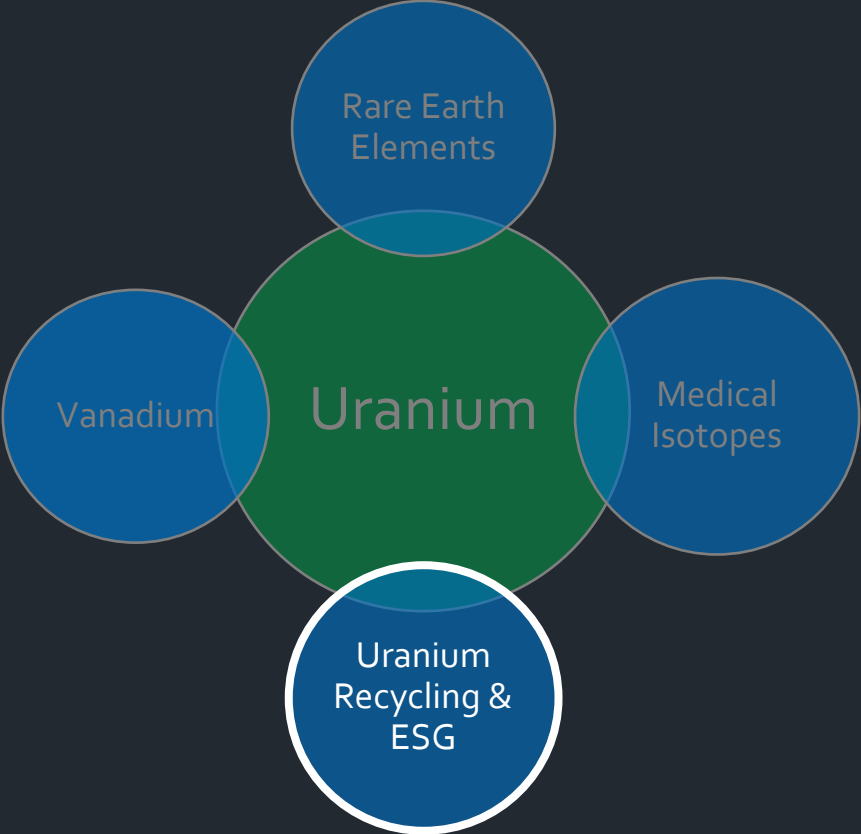 Rare Earth
Elements
Vanadium
Uranium
Medical
Isotopes
Uranium
Recycling &
ESG